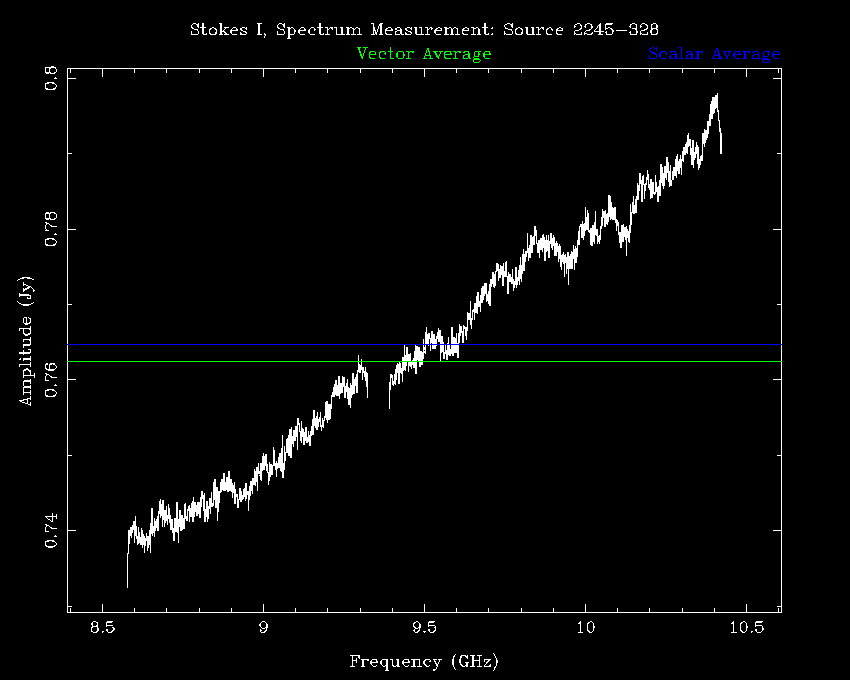 Stokes I, Spectrum Measurement: Source 2245-328
Vector Average
Scalar Average
0.8
0.78
0.76
0.74
Amplitude (Jy)
8.5 9 9.5 10 10.5
Frequency (GHz)